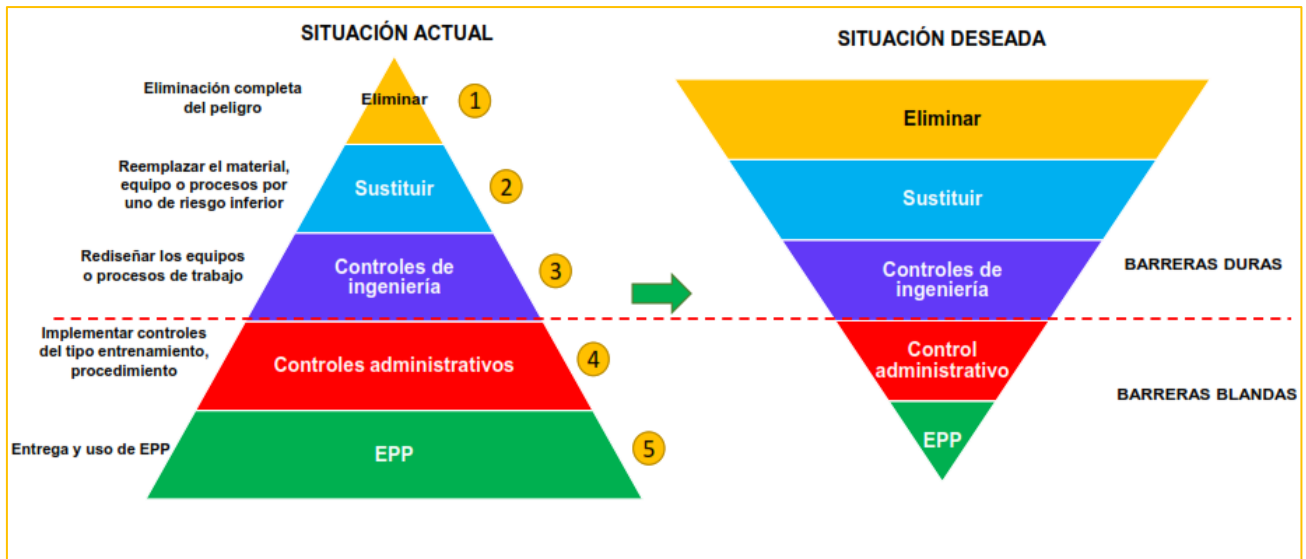 SITUACIÓN ACTUAL
Eliminación completa
del peligro
Eliminar
1
Reemplazar el material,
equipo o procesos por
uno de riesgo inferior
Sustituir
2
Rediseñar los equipos
o procesos de trabajo
Controles de
ingeniería
3
Implementar controles
del tipo entrenamiento,
procedimiento
Controles administrativos
4
Entrega y uso de EPP
EPP
5
SITUACIÓN DESEADA
Eliminar
Sustituir
Controles de
ingeniería
BARRERAS DURAS
Control
administrativo
BARRERAS BLANDAS
EPP